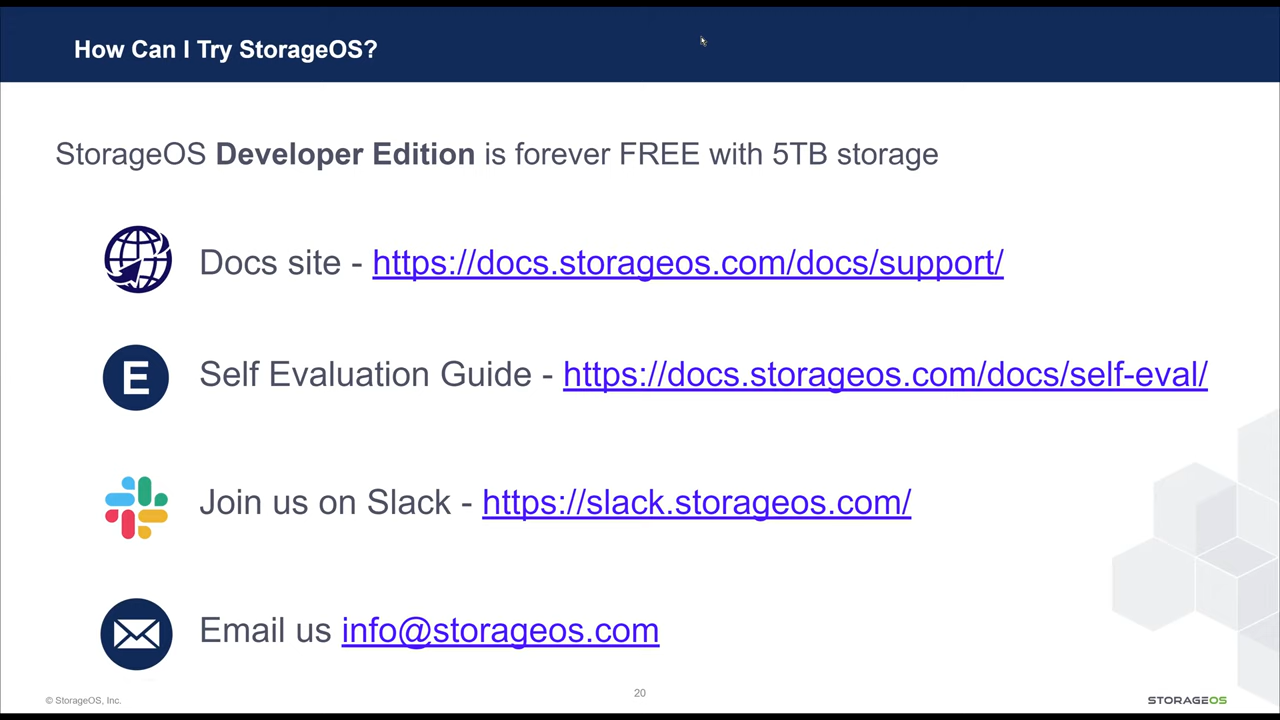 How Can I Try StorageOS?
StorageOS Developer Edition is forever FREE with 5TB storage
Docs site - https://docs.storageos.com/docs/support/
E
Self Evaluation Guide - https://docs.storageos.com/docs/self-eval/
Join us on Slack - https://slack.storageos.com/
Email us info@storageos.com
© StorageOS, Inc.
20
STORAGEOS